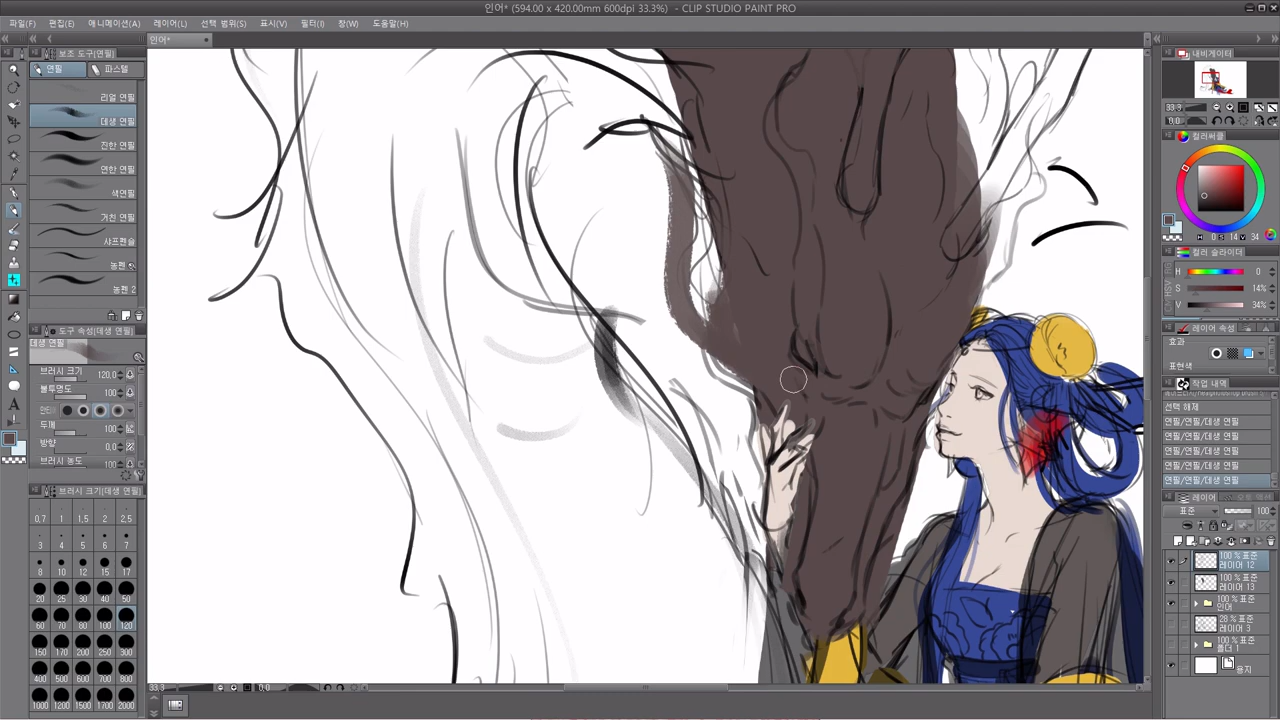 인어* (594.00 x 420.00mm 600dpi 33.3%) - CLIP STUDIO PAINT PRO
파일(F) 편집(E) 애니메이션(A) 레이어(L) 선택 범위(S) 표시(V) 필터(I) 창(W) 도움말(H)
인어*
보조 도구[연필]
연필 파스텔
리얼 연필
데생 연필
진한 연필
연한 연필
색연필
거친 연필
샤프펜슬
농펜
농펜 2
도구 속성[데생 연필]
데생 연필
브러시 크기 120.0
불투명도 100
두께 100
방향 0.0
브러시 농도 100
브러시 크기[데생 연필]
0.7 1 1.5 2 2.5
3 4 5 6 7
8 10 12 15 17
20 25 30 40 50
60 70 80 100 120
150 170 200 250 300
400 500 600 700 800
1000 1200 1500 1700 2000
33.3 0.0
내비게이터
33.3
0.0
컬러써클
H 0 S 14 V 34
컬러 슬라이더
HSV
H 0
S 14%
V 34%
레이어 속성
효과
표현색
작업 내역
선택 해제
연필/연필/데생 연필
연필/연필/데생 연필
연필/연필/데생 연필
연필/연필/데생 연필
연필/연필/데생 연필
레이어
표준 100
100 % 표준
레이어 12
100 % 표준
레이어 13
100 % 표준
인어
28 % 표준
레이어 3
100 % 표준
폴더 1
용지